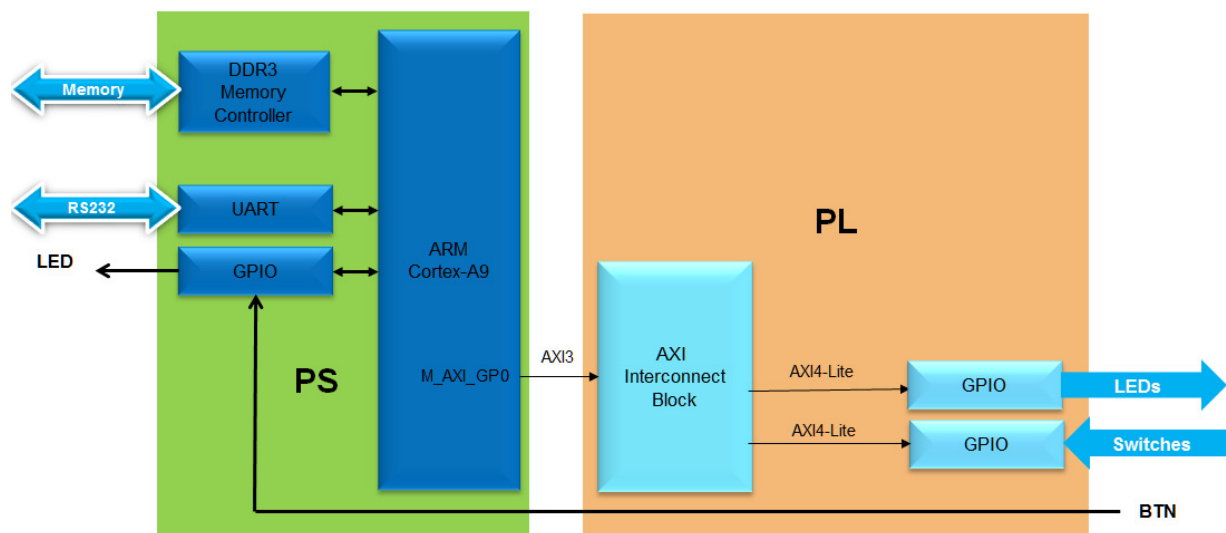 Memory
DDR3
Memory
Controller
RS232
UART
LED
GPIO
ARM
Cortex-A9
M_AXI_GP0
PS
AXI3
PL
AXI
Interconnect
Block
AXI4-Lite
GPIO
LEDs
AXI4-Lite
GPIO
Switches
BTN